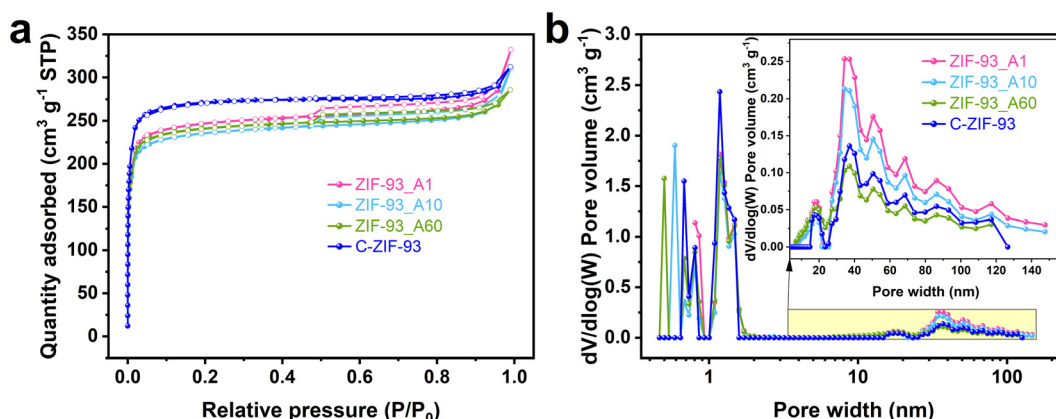 a
Quantity adsorbed (cm³ g⁻¹ STP)
350
300
250
200
150
100
50
0
0.0 0.2 0.4 0.6 0.8 1.0
Relative pressure (P/P₀)
ZIF-93_A1
ZIF-93_A10
ZIF-93_A60
C-ZIF-93
b
dV/dlog(W) Pore volume (cm³ g⁻¹)
3.0
2.5
2.0
1.5
1.0
0.5
0.0
1 10 100
Pore width (nm)
dV/dlog(W) Pore volume (cm³ g⁻¹)
0.25
0.20
0.15
0.10
0.05
0.00
20 40 60 80 100 120 140
Pore width (nm)
ZIF-93_A1
ZIF-93_A10
ZIF-93_A60
C-ZIF-93